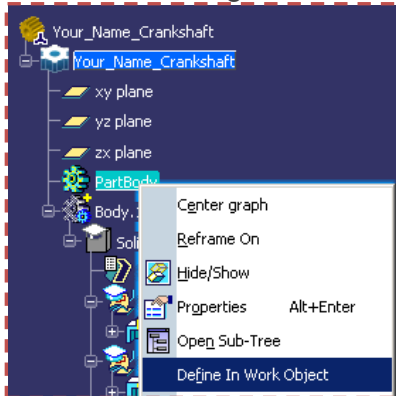 Your_Name_Crankshaft
Your_Name_Crankshaft
xy plane
yz plane
zx plane
PartBody
Body.
Center graph
Soli
Reframe On
Hide/Show
Properties Alt+Enter
Open Sub-Tree
Define In Work Object